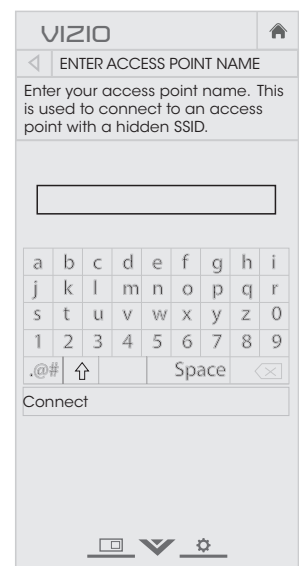 VIZIO
ENTER ACCESS POINT NAME
Enter your access point name. This
is used to connect to an access
point with a hidden SSID.
a b c d e f g h i
j k l m n o p q r
s t u v w x y z 0
1 2 3 4 5 6 7 8 9
.@# Space
Connect